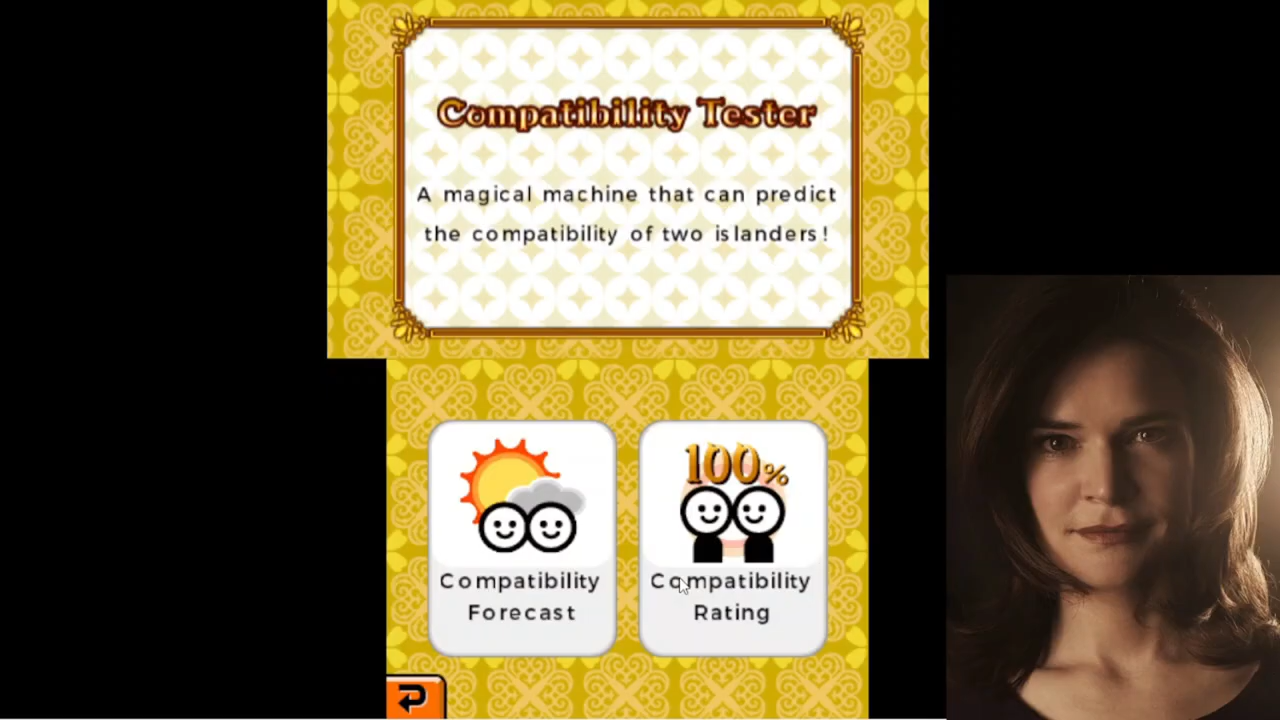 Compatibility Tester
A magical machine that can predict
the compatibility of two islanders!
100%
Compatibility
Forecast
Compatibility
Rating